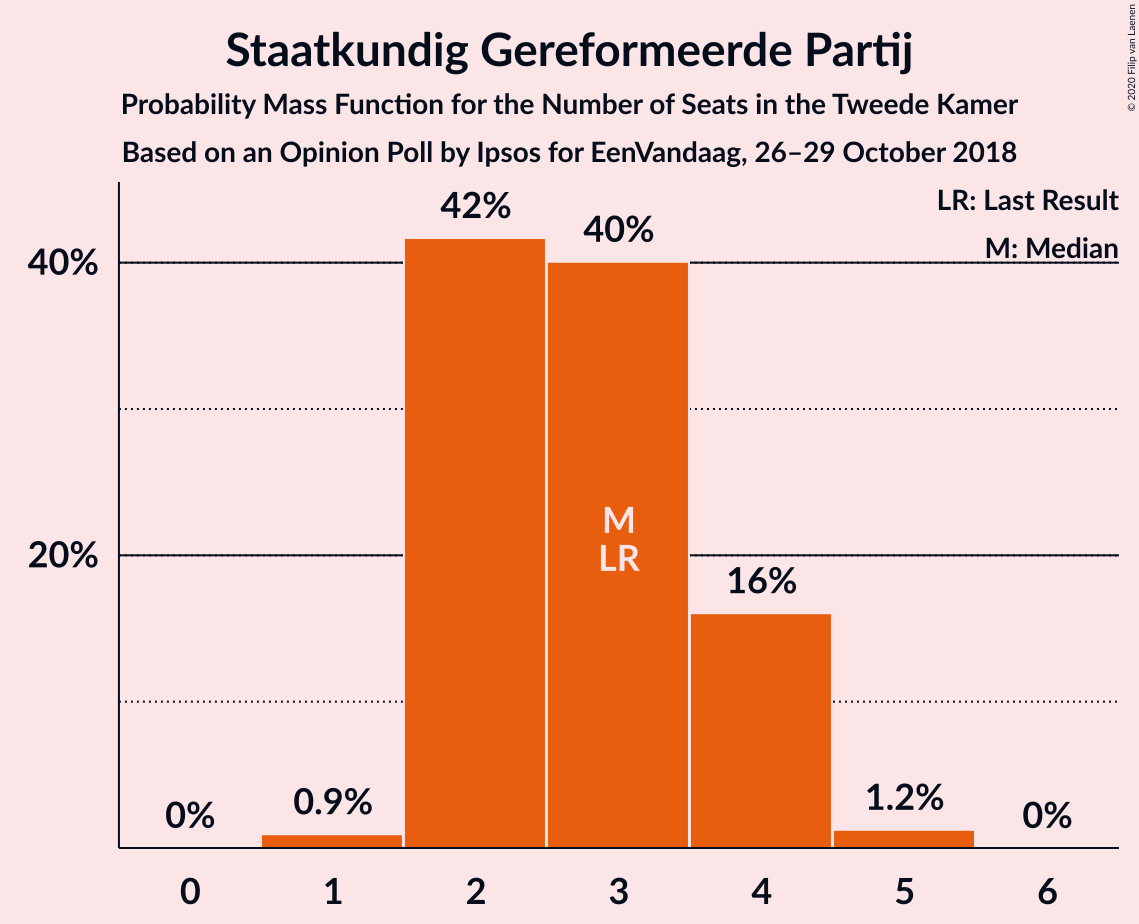 Staatkundig Gereformeerde Partij
Probability Mass Function for the Number of Seats in the Tweede Kamer
Based on an Opinion Poll by Ipsos for EenVandaag, 26–29 October 2018
© 2020 Filip van Laenen
LR: Last Result
M: Median
40%
20%
0%
0.9%
42%
40%
M
LR
16%
1.2%
0%
0 1 2 3 4 5 6